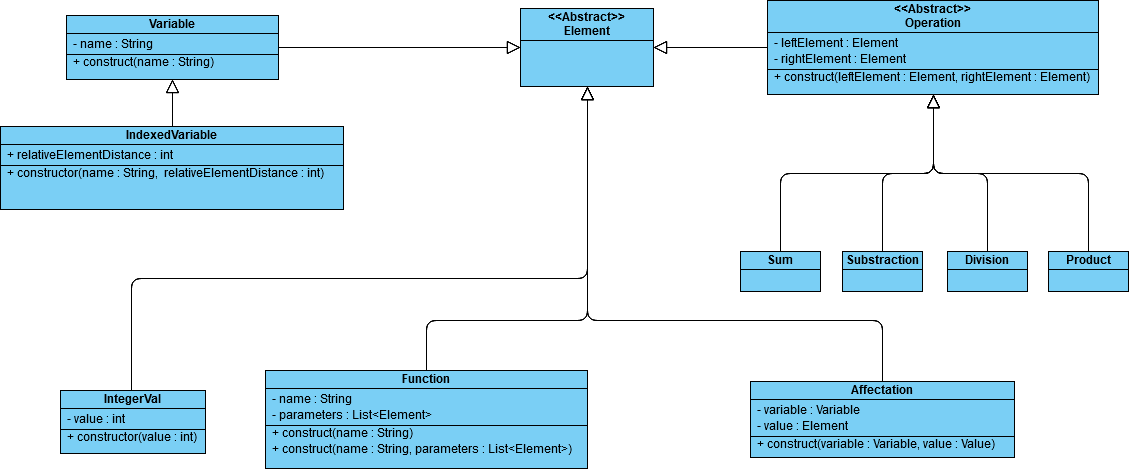 Variable
- name : String
+ construct(name : String)
<<Abstract>>
Element
<<Abstract>>
Operation
- leftElement : Element
- rightElement : Element
+ construct(leftElement : Element, rightElement : Element)
IndexedVariable
+ relativeElementDistance : int
+ constructor(name : String, relativeElementDistance : int)
Sum
Substraction
Division
Product
IntegerVal
- value : int
+ constructor(value : int)
Function
- name : String
- parameters : List<Element>
+ construct(name : String)
+ construct(name : String, parameters : List<Element>)
Affectation
- variable : Variable
- value : Element
+ construct(variable : Variable, value : Value)